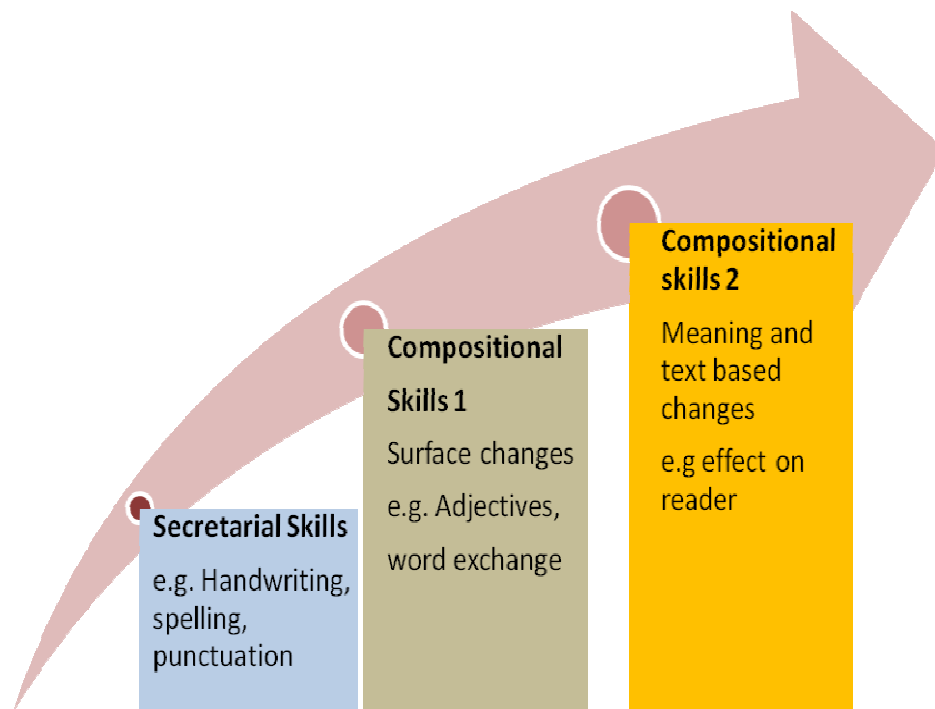 Secretarial Skills
e.g. Handwriting,
spelling,
punctuation
Compositional
Skills 1
Surface changes
e.g. Adjectives,
word exchange
Compositional
skills 2
Meaning and
text based
changes
e.g effect on
reader